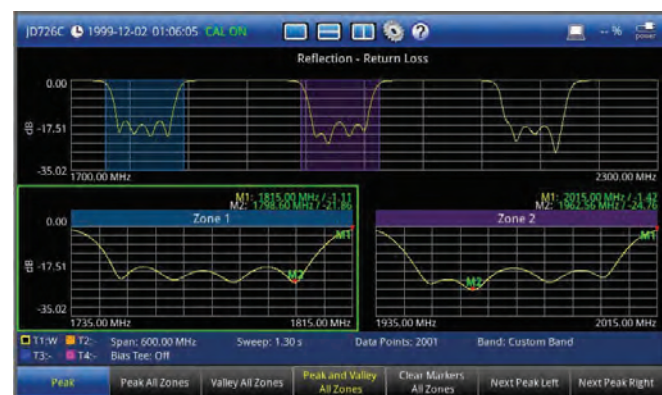 JD726C 1999-12-02 01:06:05 CAL ON -- % power
Reflection - Return Loss
0.00
dB -17.51
-35.02
1700.00 MHz 2300.00 MHz
M1: 1815.00 MHz / -1.11
M2: 1798.60 MHz / -21.86
Zone 1
0.00
M1
dB -17.51
M2
-35.02
1735.00 MHz 1815.00 MHz
M1: 2015.00 MHz / -1.42
M2: 1962.56 MHz / -24.76
Zone 2
M1
M2
1935.00 MHz 2015.00 MHz
T1:W T2:- Span: 600.00 MHz Sweep: 1.30 s Data Points: 2001 Band: Custom Band
T3:- T4:- Bias Tee: Off
Peak
Peak All Zones
Valley All Zones
Peak and Valley
All Zones
Clear Markers
All Zones
Next Peak Left
Next Peak Right